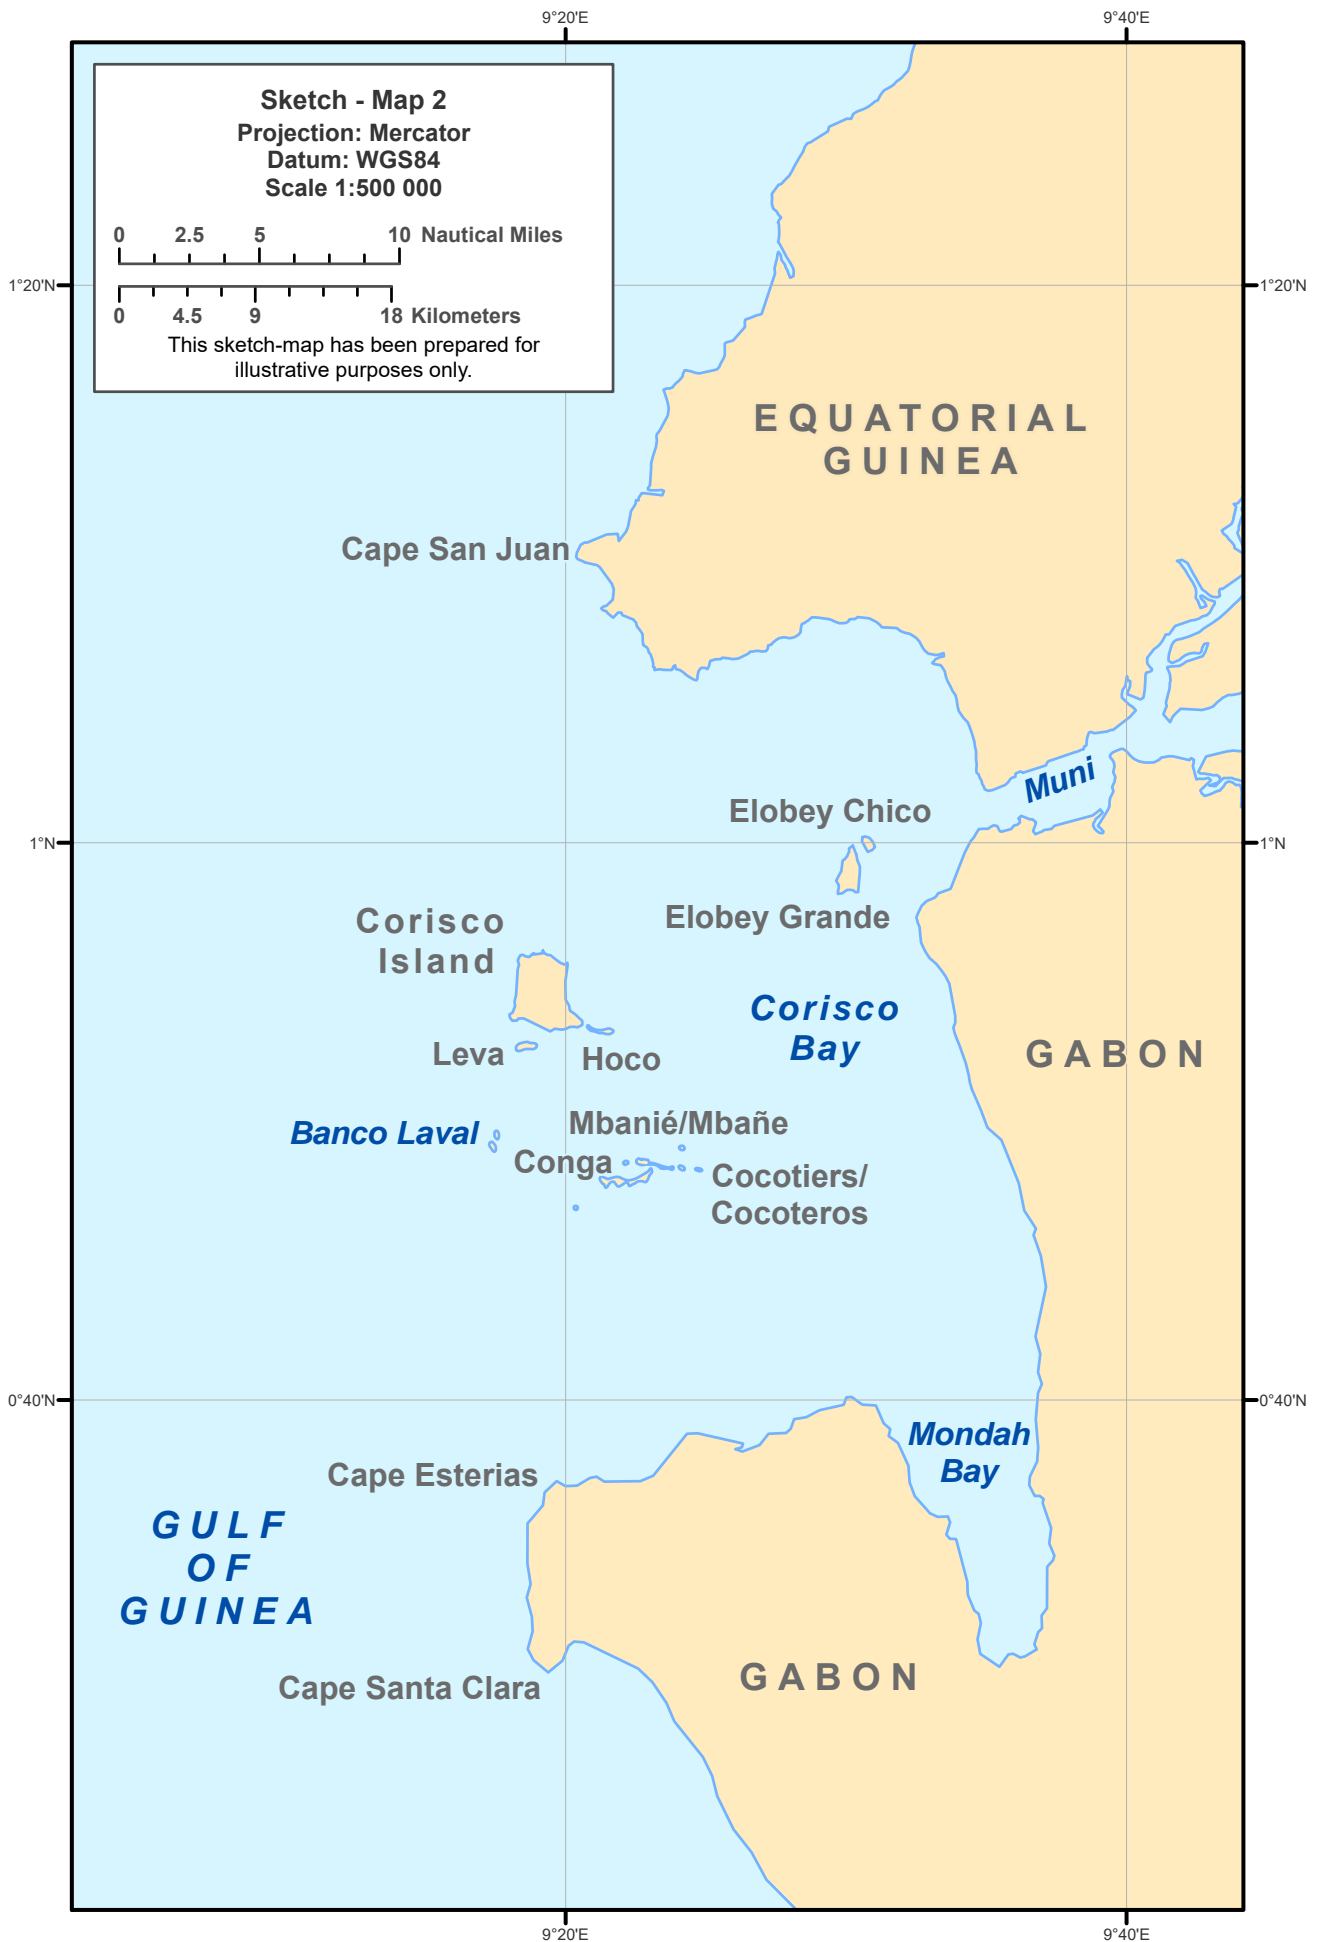 9°20'E
9°40'E
Sketch - Map 2
Projection: Mercator
Datum: WGS84
Scale 1:500 000
0 2.5 5 10 Nautical Miles
0 4.5 9 18 Kilometers
This sketch-map has been prepared for
illustrative purposes only.
1°20'N
1°20'N
EQUATORIAL
GUINEA
Cape San Juan
Muni
Elobey Chico
1°N
1°N
Elobey Grande
Corisco
Island
Corisco
Bay
Leva
Hoco
GABON
Banco Laval
Mbanié/Mbañe
Conga
Cocotiers/
Cocoteros
0°40'N
0°40'N
Mondah
Bay
Cape Esterias
GULF
OF
GUINEA
Cape Santa Clara
GABON
9°20'E
9°40'E